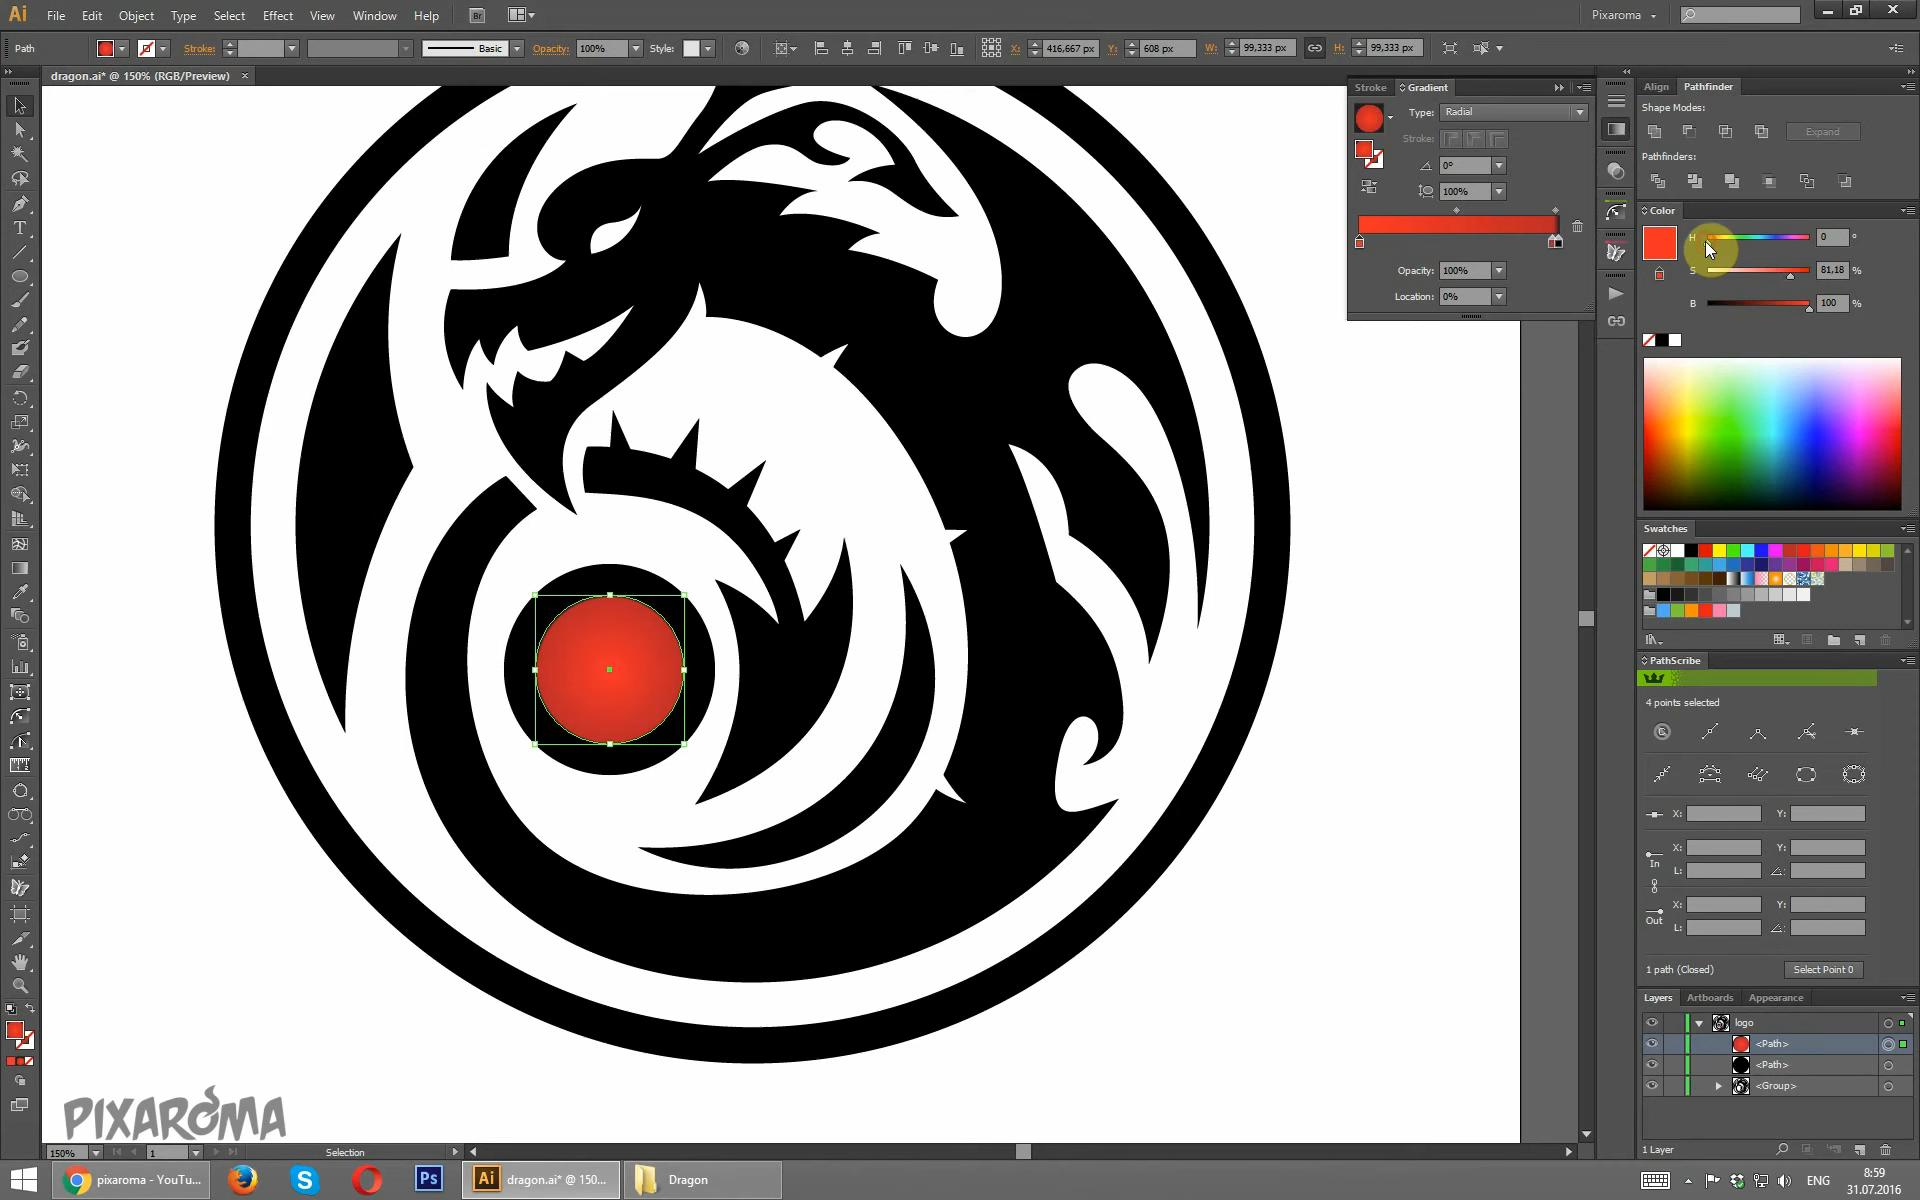 Ai File Edit Object Type Select Effect View Window Help Br Pixaroma
Path Stroke: Basic Opacity: 100% Style: X: 416,667 px Y: 608 px W: 99,333 px H: 99,333 px
dragon.ai* @ 150% (RGB/Preview)
Stroke Gradient
Type: Radial
Stroke:
0°
100%
Opacity: 100%
Location: 0%
Align Pathfinder
Shape Modes:
Expand
Pathfinders:
Color
H 0 °
S 81,18 %
B 100 %
Swatches
PathScribe
4 points selected
X: Y:
X: Y:
In
L:
X: Y:
Out
L:
1 path (Closed) Select Point 0
Layers Artboards Appearance
logo
<Path>
<Path>
<Group>
1 Layer
PIXAROMA
150% 1 Selection
pixaroma - YouTu... Ps Ai dragon.ai* @ 150... Dragon ENG 8:59
31.07.2016